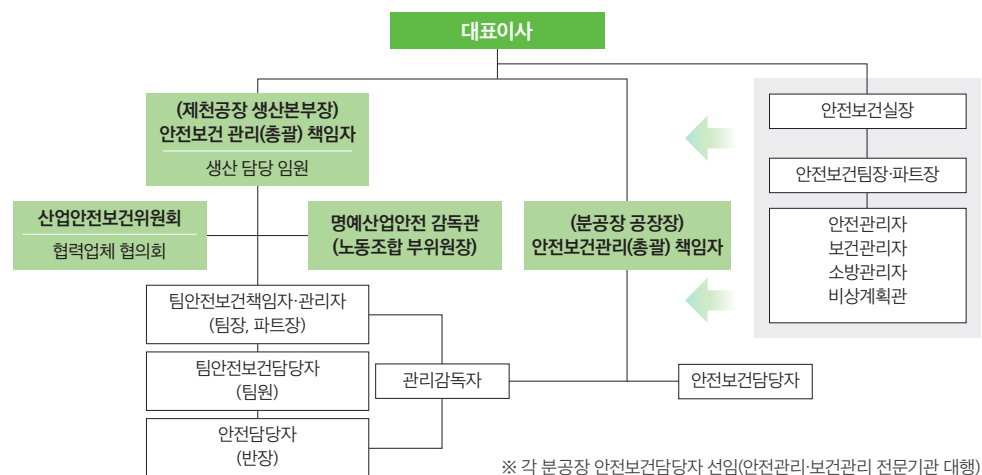 대표이사
(제천공장 생산본부장)
안전보건 관리(총괄) 책임자
생산 담당 임원
안전보건실장
안전보건팀장·파트장
안전관리자
보건관리자
소방관리자
비상계획관
산업안전보건위원회
협력업체 협의회
명예산업안전 감독관
(노동조합 부위원장)
(분공장 공장장)
안전보건관리(총괄) 책임자
팀안전보건책임자·관리자
(팀장, 파트장)
팀안전보건담당자
(팀원)
관리감독자
안전보건담당자
안전담당자
(반장)
※ 각 분공장 안전보건담당자 선임(안전관리·보건관리 전문기관 대행)